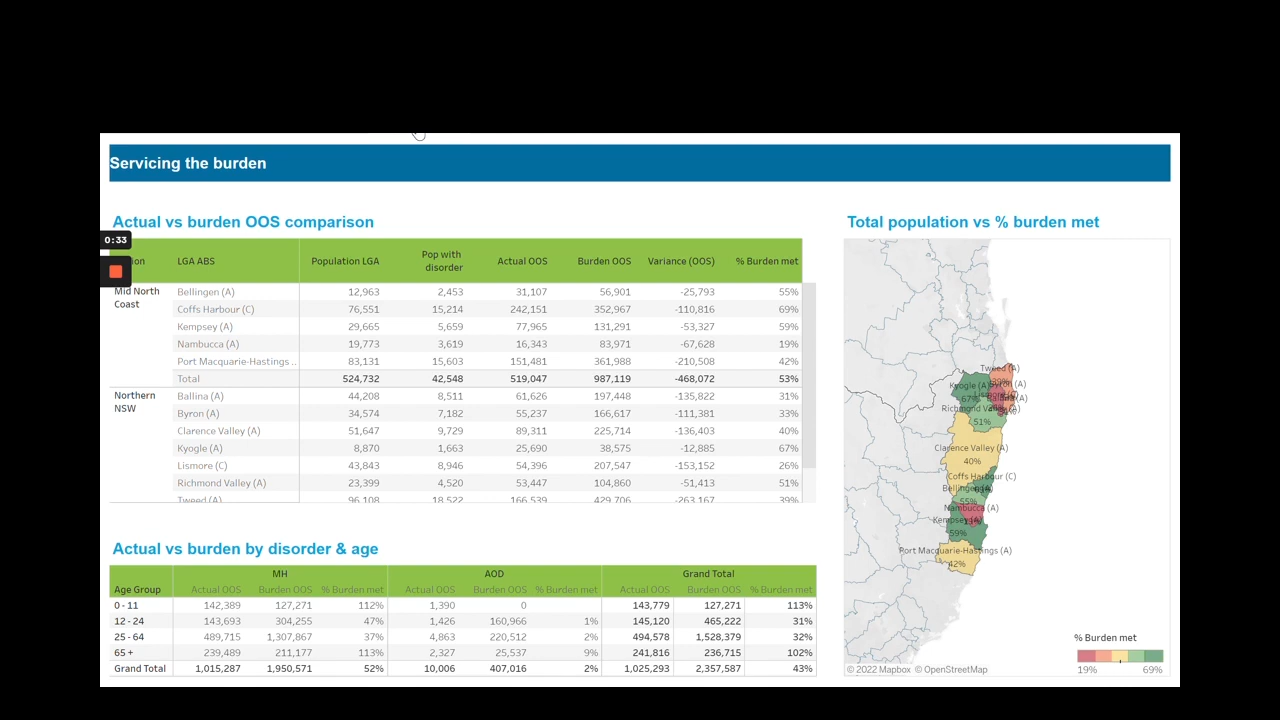 Servicing the burden
Actual vs burden OOS comparison
Total population vs % burden met
0:33
LGA ABS Population LGA Pop with disorder Actual OOS Burden OOS Variance (OOS) % Burden met
Mid North Coast
Bellingen (A) 12,963 2,453 31,107 56,901 -25,793 55%
Coffs Harbour (C) 76,551 15,214 242,151 352,967 -110,816 69%
Kempsey (A) 29,665 5,659 77,965 131,291 -53,327 59%
Nambucca (A) 19,773 3,619 16,343 83,971 -67,628 19%
Port Macquarie-Hastings .. 83,131 15,603 151,481 361,988 -210,508 42%
Total 524,732 42,548 519,047 987,119 -468,072 53%
Northern NSW
Ballina (A) 44,208 8,511 61,626 197,448 -135,822 31%
Byron (A) 34,574 7,182 55,237 166,617 -111,381 33%
Clarence Valley (A) 51,647 9,729 89,311 225,714 -136,403 40%
Kyogle (A) 8,870 1,663 25,690 38,575 -12,885 67%
Lismore (C) 43,843 8,946 54,396 207,547 -153,152 26%
Richmond Valley (A) 23,399 4,520 53,447 104,860 -51,413 51%
Tweed (A) 96,108 18,522 166,539 429,706 -263,167 39%
Actual vs burden by disorder & age
MH AOD Grand Total
Age Group Actual OOS Burden OOS % Burden met Actual OOS Burden OOS % Burden met Actual OOS Burden OOS % Burden met
0 - 11 142,389 127,271 112% 1,390 0 143,779 127,271 113%
12 - 24 143,693 304,255 47% 1,426 160,966 1% 145,120 465,222 31%
25 - 64 489,715 1,307,867 37% 4,863 220,512 2% 494,578 1,528,379 32%
65 + 239,489 211,177 113% 2,327 25,537 9% 241,816 236,715 102%
Grand Total 1,015,287 1,950,571 52% 10,006 407,016 2% 1,025,293 2,357,587 43%
Tweed (A)
Kyogle (A)
67%
Richmond Valley (A)
51%
Clarence Valley (A)
40%
Coffs Harbour (C)
Bellingen (A)
55%
Nambucca (A)
Kempsey (A)
59%
Port Macquarie-Hastings (A)
42%
% Burden met
19% 69%
© 2022 Mapbox © OpenStreetMap